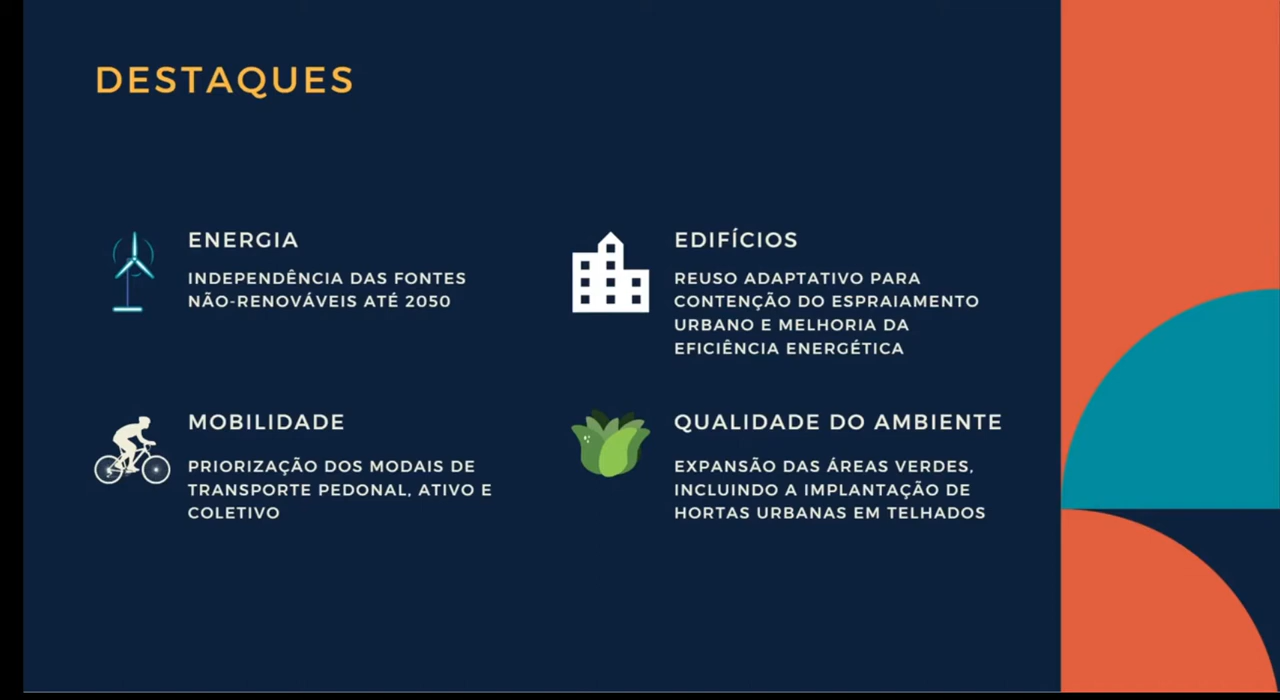 DESTAQUES
ENERGIA
INDEPENDÊNCIA DAS FONTES
NÃO-RENOVÁVEIS ATÉ 2050
EDIFÍCIOS
REUSO ADAPTATIVO PARA
CONTENÇÃO DO ESPRAIAMENTO
URBANO E MELHORIA DA
EFICIÊNCIA ENERGÉTICA
MOBILIDADE
PRIORIZAÇÃO DOS MODAIS DE
TRANSPORTE PEDONAL, ATIVO E
COLETIVO
QUALIDADE DO AMBIENTE
EXPANSÃO DAS ÁREAS VERDES,
INCLUINDO A IMPLANTAÇÃO DE
HORTAS URBANAS EM TELHADOS